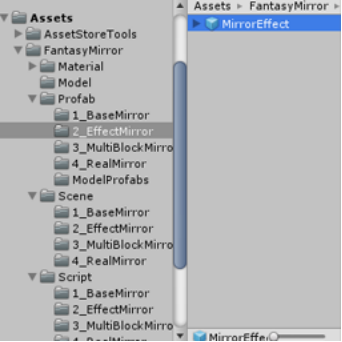 Assets
AssetStoreTools
FantasyMirror
Material
Model
Profab
1_BaseMirror
2_EffectMirror
3_MultiBlockMirro
4_RealMirror
ModelProfabs
Scene
1_BaseMirror
2_EffectMirror
3_MultiBlockMirro
4_RealMirror
Script
1_BaseMirror
2_EffectMirror
3_MultiBlockMirro
4_RealMirror
Assets ▸ FantasyMirror ▸
MirrorEffect
MirrorEffe